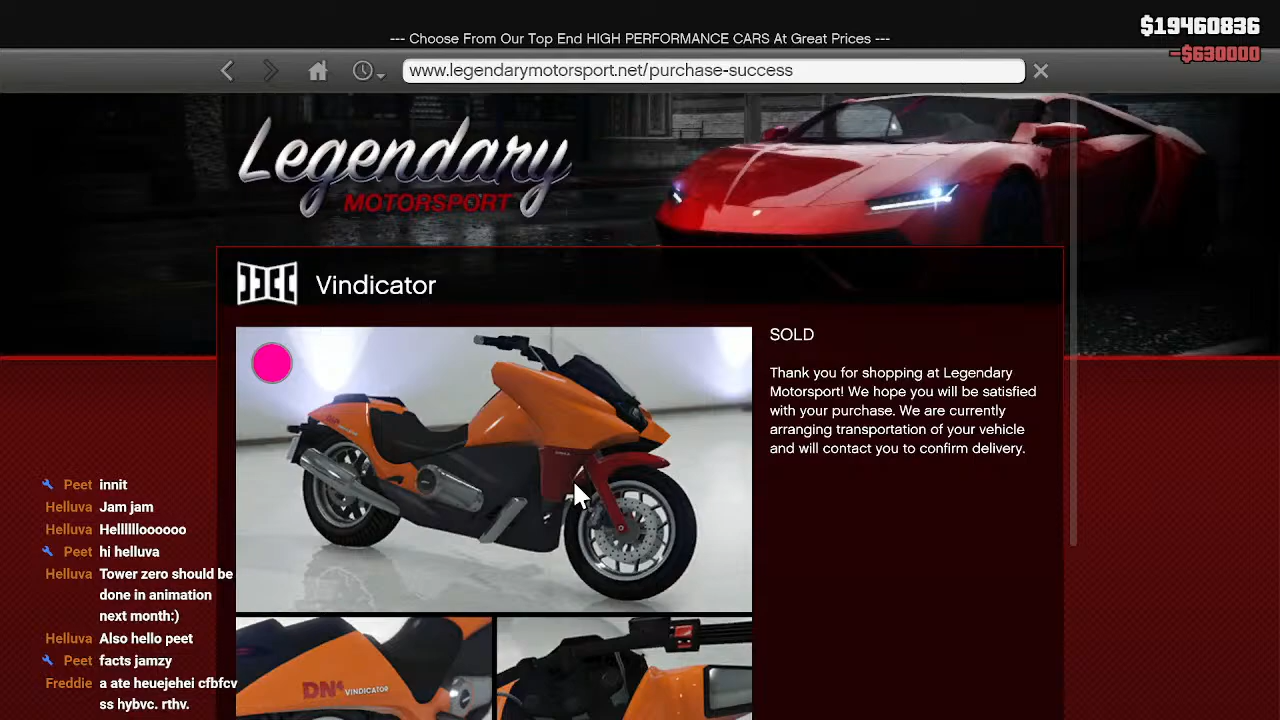 --- Choose From Our Top End HIGH PERFORMANCE CARS At Great Prices ---
$19460836
-$630000
www.legendarymotorsport.net/purchase-success
Legendary
MOTORSPORT
Vindicator
SOLD
Thank you for shopping at Legendary
Motorsport! We hope you will be satisfied
with your purchase. We are currently
arranging transportation of your vehicle
and will contact you to confirm delivery.
Peet innit
Helluva Jam jam
Helluva Helllllloooooo
Peet hi helluva
Helluva Tower zero should be
done in animation
next month:)
Helluva Also hello peet
Peet facts jamzy
Freddie a ate heuejehei cfbfcv
ss hybvc. rthv.
VINDICATOR